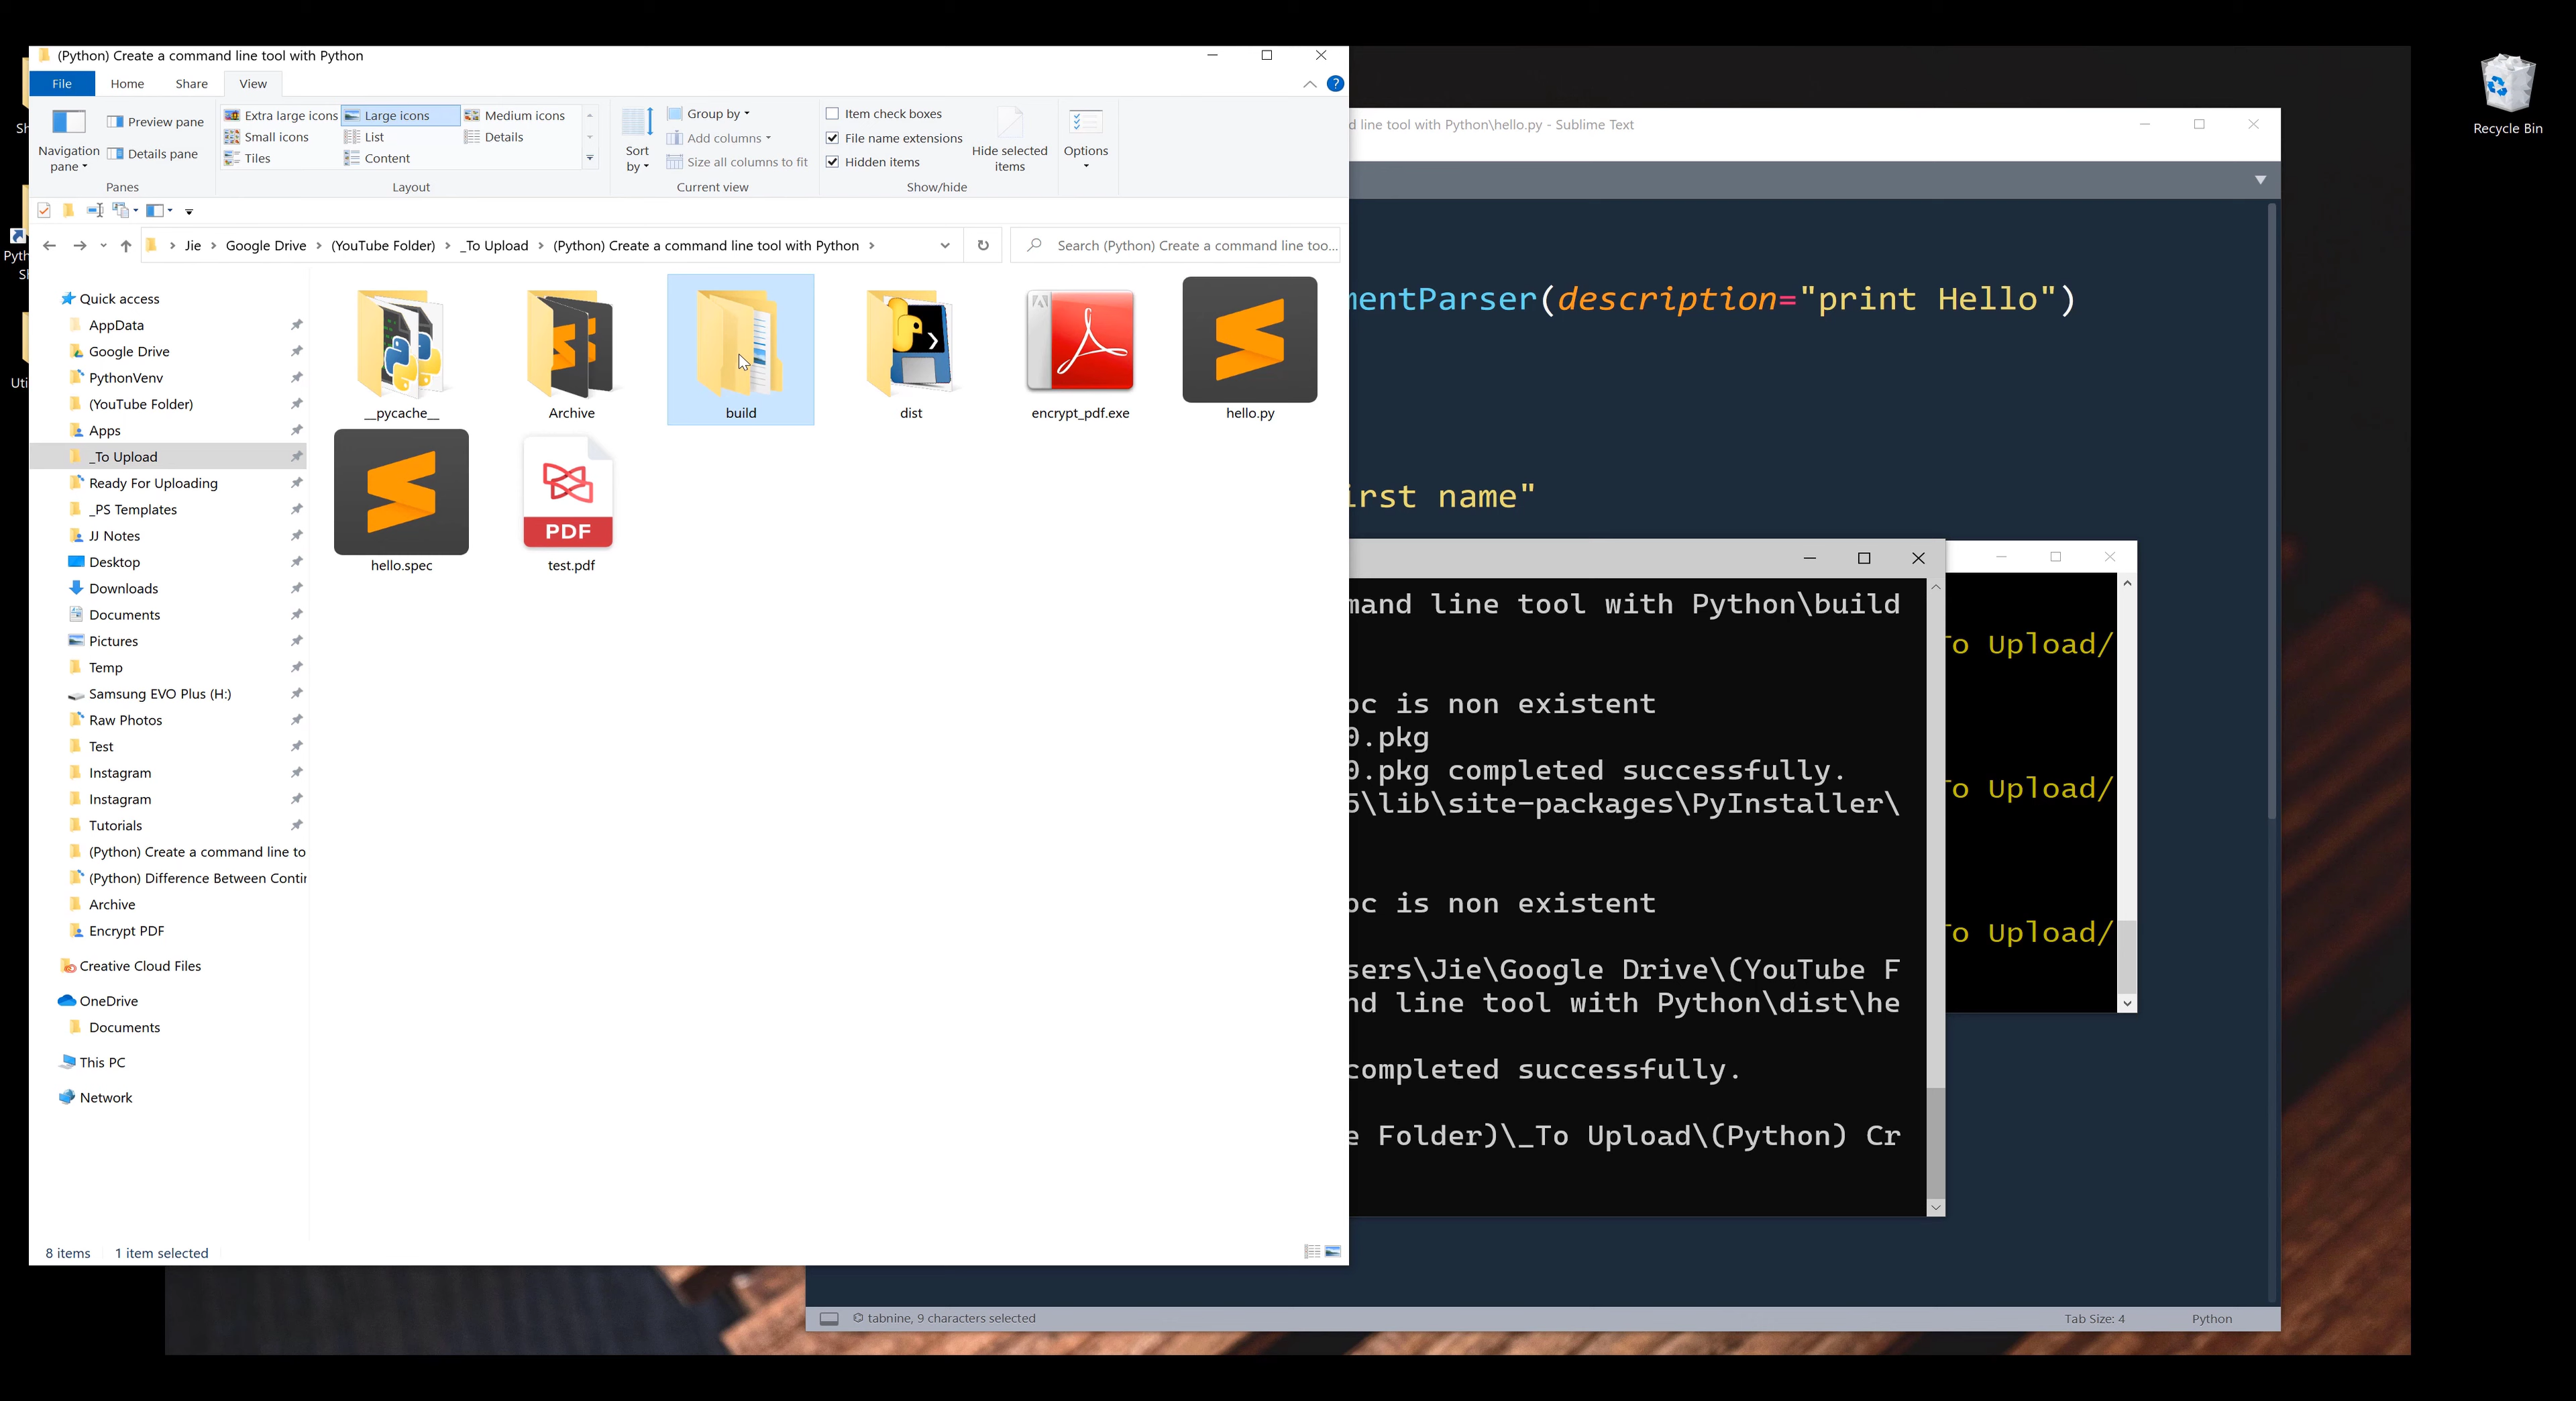 (Python) Create a command line tool with Python
File Home Share View
Navigation pane
Preview pane
Details pane
Panes
Extra large icons Large icons Medium icons
Small icons List Details
Tiles Content
Layout
Sort by
Group by
Add columns
Size all columns to fit
Current view
Item check boxes
File name extensions
Hidden items
Hide selected items
Show/hide
Options
Jie Google Drive (YouTube Folder) _To Upload (Python) Create a command line tool with Python
Search (Python) Create a command line too...
Quick access
AppData
Google Drive
PythonVenv
(YouTube Folder)
Apps
_To Upload
Ready For Uploading
_PS Templates
JJ Notes
Desktop
Downloads
Documents
Pictures
Temp
Samsung EVO Plus (H:)
Raw Photos
Test
Instagram
Instagram
Tutorials
(Python) Create a command line to
(Python) Difference Between Contir
Archive
Encrypt PDF
Creative Cloud Files
OneDrive
Documents
This PC
Network
__pycache__
Archive
build
dist
encrypt_pdf.exe
hello.py
hello.spec
PDF
test.pdf
8 items 1 item selected
d line tool with Python\hello.py - Sublime Text
mentParser(description="print Hello")
irst name"
mand line tool with Python\build
oc is non existent
0.pkg
0.pkg completed successfully.
\lib\site-packages\PyInstaller\
oc is non existent
sers\Jie\Google Drive\(YouTube F
nd line tool with Python\dist\he
completed successfully.
e Folder)\_To Upload\(Python) Cr
To Upload/
To Upload/
To Upload/
tabnine, 9 characters selected
Tab Size: 4 Python
Recycle Bin